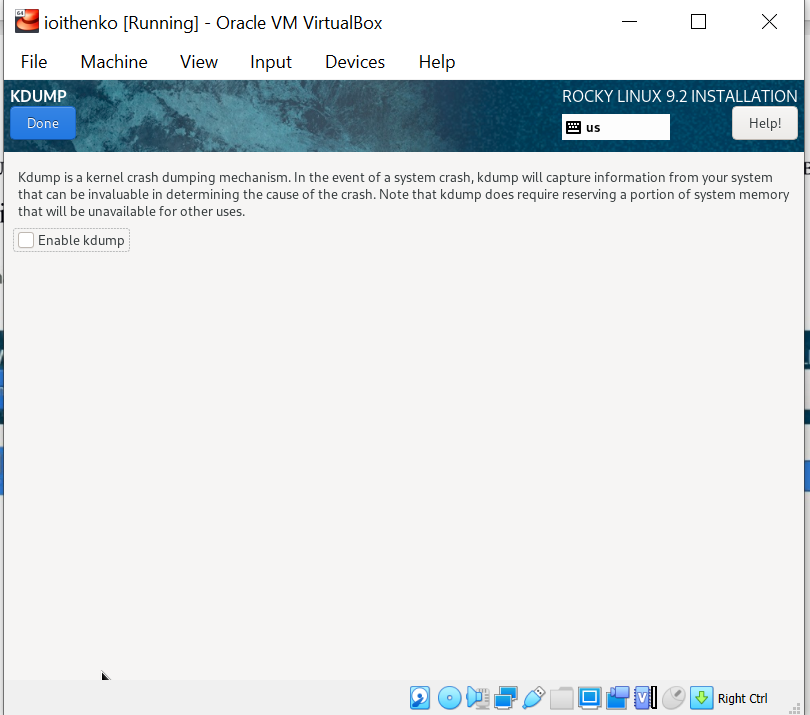 64
ioithenko [Running] - Oracle VM VirtualBox
File Machine View Input Devices Help
KDUMP
ROCKY LINUX 9.2 INSTALLATION
Done
us
Help!
Kdump is a kernel crash dumping mechanism. In the event of a system crash, kdump will capture information from your system
that can be invaluable in determining the cause of the crash. Note that kdump does require reserving a portion of system memory
that will be unavailable for other uses.
Enable kdump
V
Right Ctrl